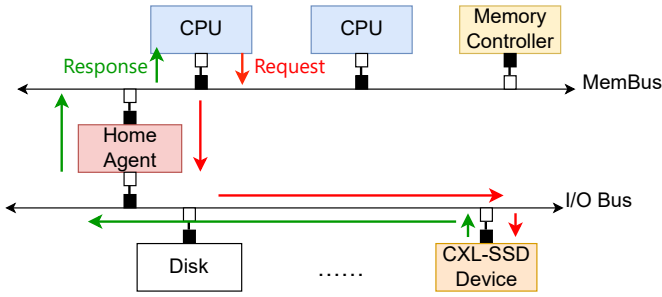 CPU
CPU
Memory
Controller
Response
Request
MemBus
Home
Agent
I/O Bus
Disk
......
CXL-SSD
Device